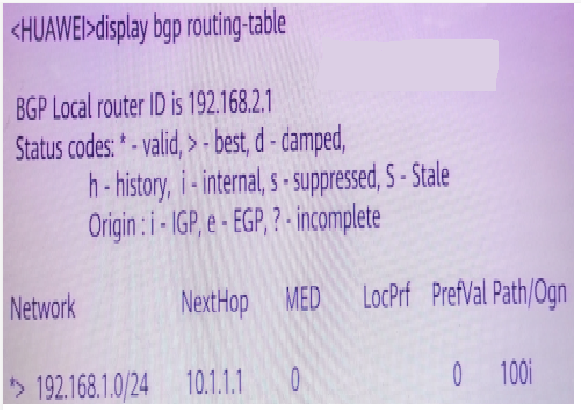 <HUAWEI>display bgp routing-table
BGP Local router ID is 192.168.2.1
Status codes: * - valid, > - best, d - damped,
h - history, i - internal, s - suppressed, S - Stale
Origin : i - IGP, e - EGP, ? - incomplete
Network NextHop MED LocPrf PrefVal Path/Ogn
*> 192.168.1.0/24 10.1.1.1 0 0 100i